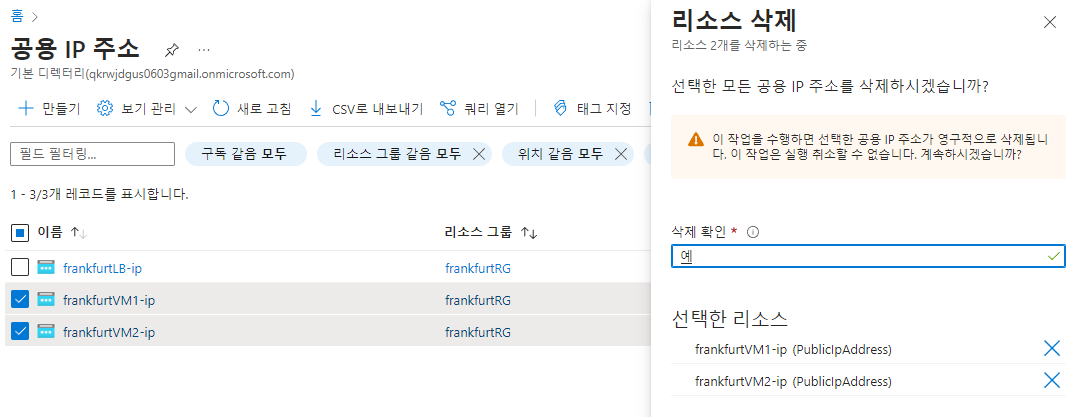 홈
공용 IP 주소
기본 디렉터리(qkrwjdgus0603gmail.onmicrosoft.com)
만들기 보기 관리 새로 고침 CSV로 내보내기 쿼리 열기 태그 지정
필드 필터링... 구독 같음 모두 리소스 그룹 같음 모두 위치 같음 모두
1 - 3/3개 레코드를 표시합니다.
이름 리소스 그룹
frankfurtLB-ip frankfurtRG
frankfurtVM1-ip frankfurtRG
frankfurtVM2-ip frankfurtRG
리소스 삭제
리소스 2개를 삭제하는 중
선택한 모든 공용 IP 주소를 삭제하시겠습니까?
이 작업을 수행하면 선택한 공용 IP 주소가 영구적으로 삭제됩니
다. 이 작업은 실행 취소할 수 없습니다. 계속하시겠습니까?
삭제 확인 *
예
선택한 리소스
frankfurtVM1-ip (PublicIpAddress)
frankfurtVM2-ip (PublicIpAddress)